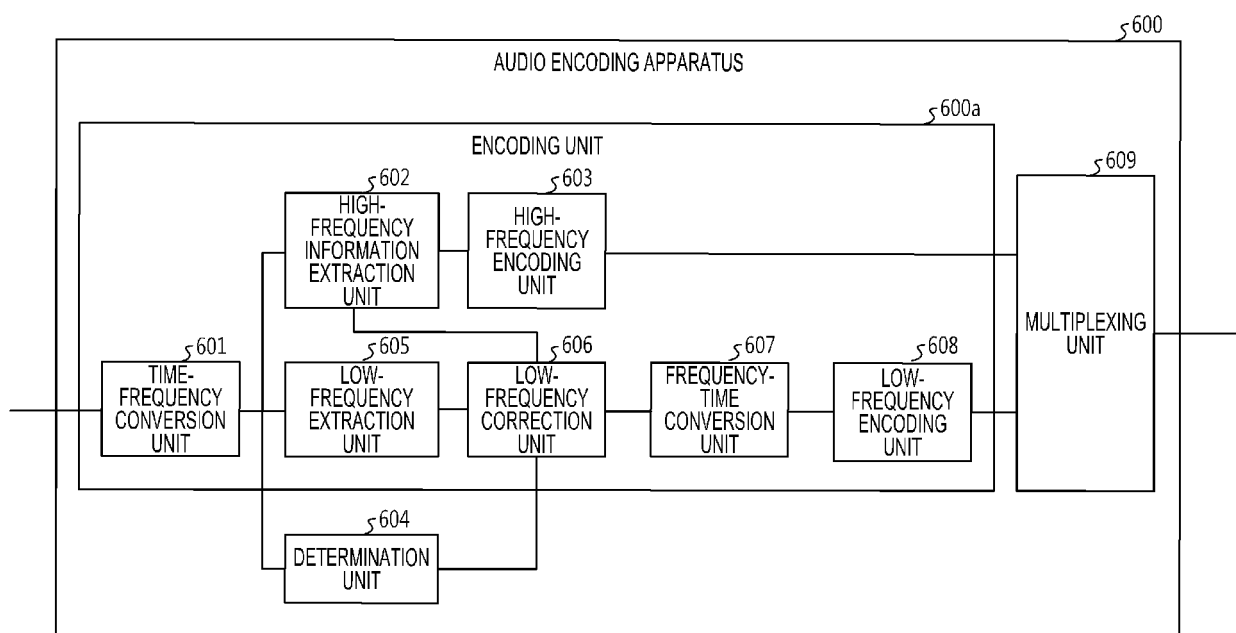 600
AUDIO ENCODING APPARATUS
600a
ENCODING UNIT
609
602
603
HIGH-
FREQUENCY
INFORMATION
EXTRACTION
UNIT
HIGH-
FREQUENCY
ENCODING
UNIT
MULTIPLEXING
UNIT
601
605
606
607
608
TIME-
FREQUENCY
CONVERSION
UNIT
LOW-
FREQUENCY
EXTRACTION
UNIT
LOW-
FREQUENCY
CORRECTION
UNIT
FREQUENCY-
TIME
CONVERSION
UNIT
LOW-
FREQUENCY
ENCODING
UNIT
604
DETERMINATION
UNIT